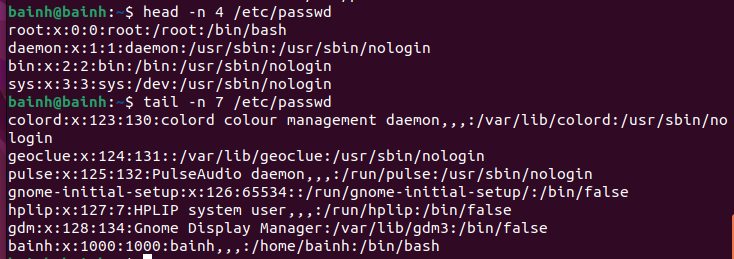 bainh@bainh:~$ head -n 4 /etc/passwd
root:x:0:0:root:/root:/bin/bash
daemon:x:1:1:daemon:/usr/sbin:/usr/sbin/nologin
bin:x:2:2:bin:/bin:/usr/sbin/nologin
sys:x:3:3:sys:/dev:/usr/sbin/nologin
bainh@bainh:~$ tail -n 7 /etc/passwd
colord:x:123:130:colord colour management daemon,,,:/var/lib/colord:/usr/sbin/no
login
geoclue:x:124:131::/var/lib/geoclue:/usr/sbin/nologin
pulse:x:125:132:PulseAudio daemon,,,:/run/pulse:/usr/sbin/nologin
gnome-initial-setup:x:126:65534::/run/gnome-initial-setup/:/bin/false
hplip:x:127:7:HPLIP system user,,,:/run/hplip:/bin/false
gdm:x:128:134:Gnome Display Manager:/var/lib/gdm3:/bin/false
bainh:x:1000:1000:bainh,,,:/home/bainh:/bin/bash